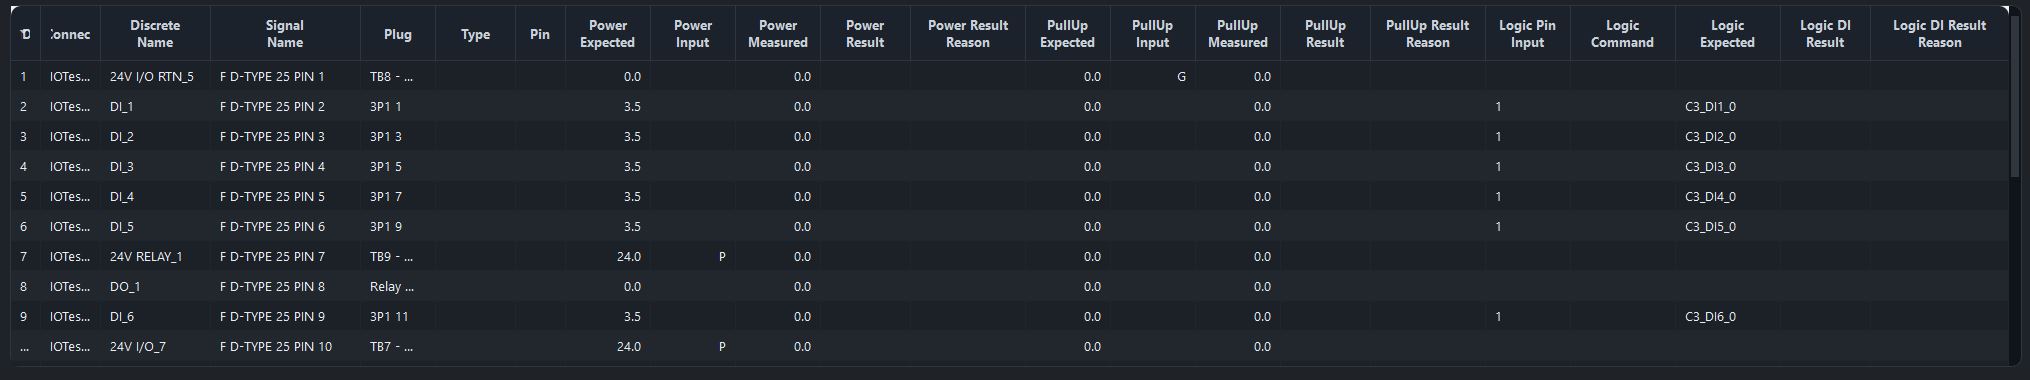 D Connec Discrete Name Signal Name Plug Type Pin Power Expected Power Input Power Measured Power Result Power Result Reason PullUp Expected PullUp Input PullUp Measured PullUp Result PullUp Result Reason Logic Pin Input Logic Command Logic Expected Logic DI Result Logic DI Result Reason
1 IOTes... 24V I/O RTN_5 F D-TYPE 25 PIN 1 TB8 - ... 0.0 0.0 0.0 G 0.0
2 IOTes... DI_1 F D-TYPE 25 PIN 2 3P1 1 3.5 0.0 0.0 0.0 1 C3_DI1_0
3 IOTes... DI_2 F D-TYPE 25 PIN 3 3P1 3 3.5 0.0 0.0 0.0 1 C3_DI2_0
4 IOTes... DI_3 F D-TYPE 25 PIN 4 3P1 5 3.5 0.0 0.0 0.0 1 C3_DI3_0
5 IOTes... DI_4 F D-TYPE 25 PIN 5 3P1 7 3.5 0.0 0.0 0.0 1 C3_DI4_0
6 IOTes... DI_5 F D-TYPE 25 PIN 6 3P1 9 3.5 0.0 0.0 0.0 1 C3_DI5_0
7 IOTes... 24V RELAY_1 F D-TYPE 25 PIN 7 TB9 - ... 24.0 P 0.0 0.0 0.0
8 IOTes... DO_1 F D-TYPE 25 PIN 8 Relay ... 0.0 0.0 0.0 0.0
9 IOTes... DI_6 F D-TYPE 25 PIN 9 3P1 11 3.5 0.0 0.0 0.0 1 C3_DI6_0
... IOTes... 24V I/O_7 F D-TYPE 25 PIN 10 TB7 - ... 24.0 P 0.0 0.0 0.0